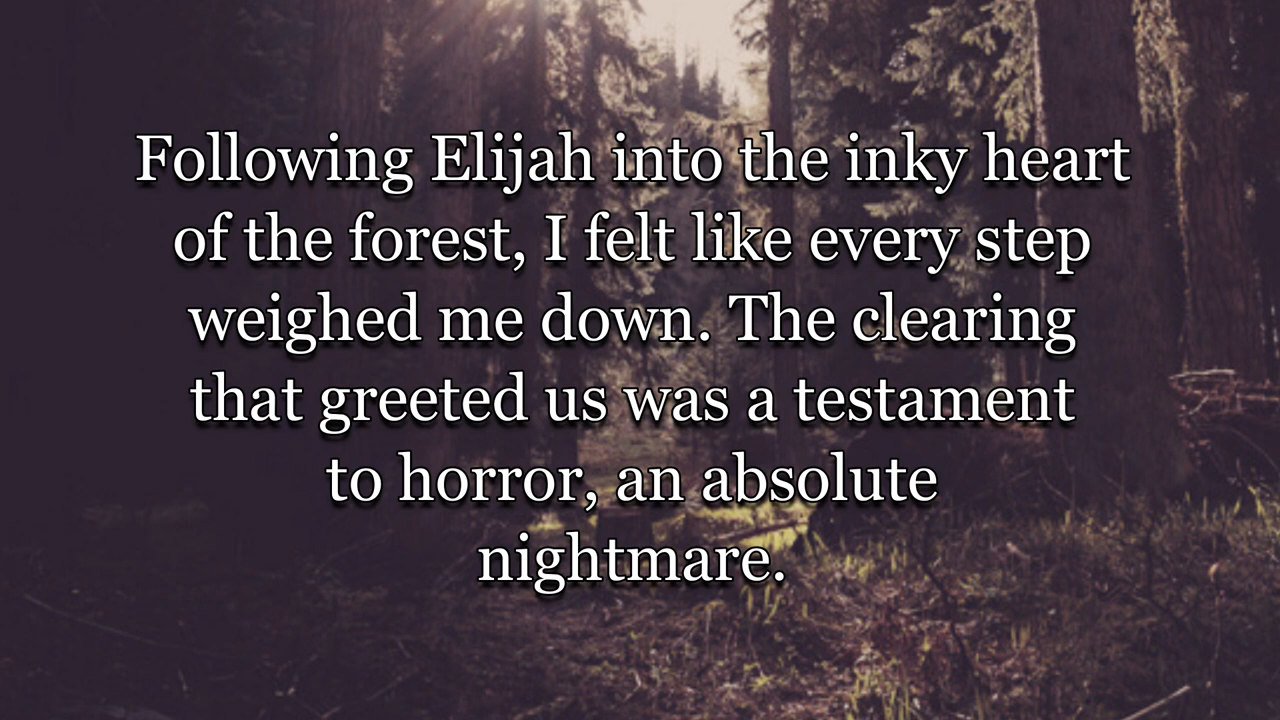 Following Elijah into the inky heart
of the forest, I felt like every step
weighed me down. The clearing
that greeted us was a testament
to horror, an absolute
nightmare.